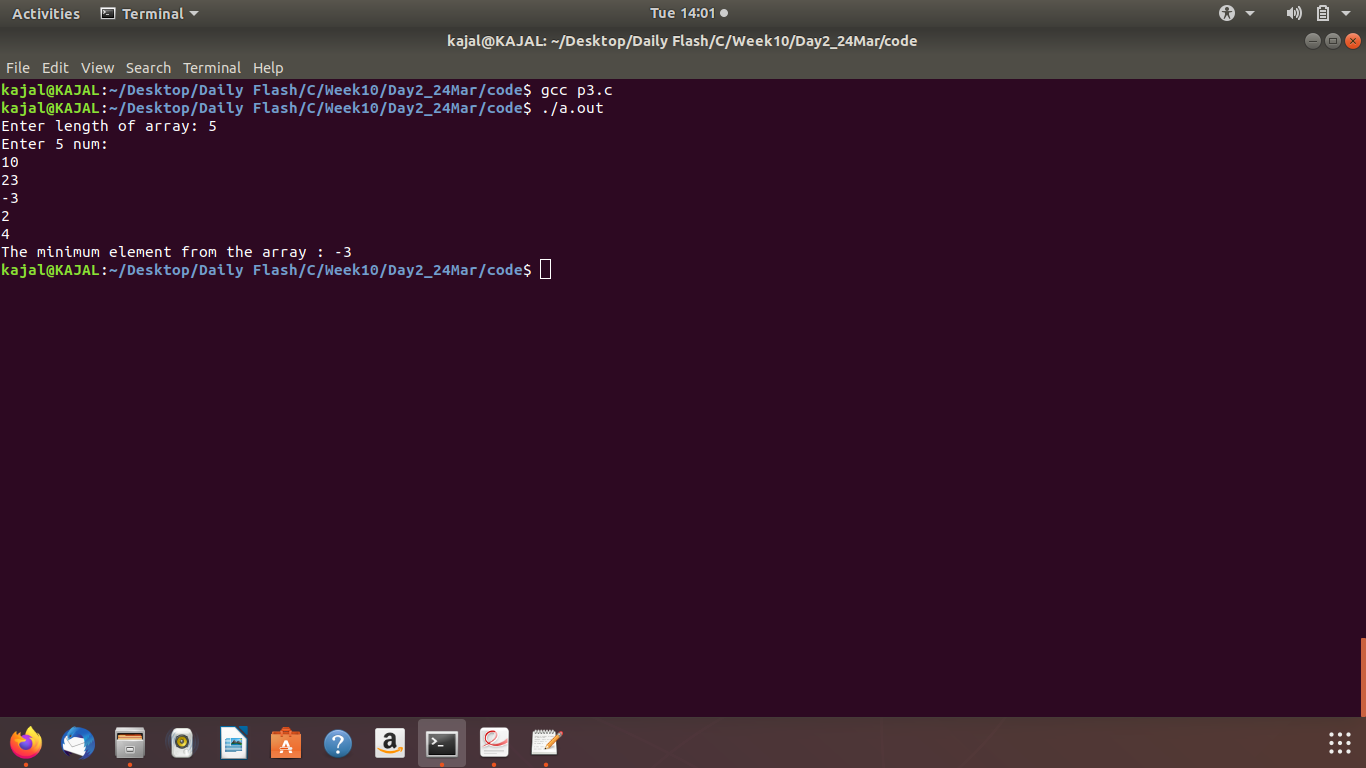 Activities Terminal Tue 14:01
kajal@KAJAL: ~/Desktop/Daily Flash/C/Week10/Day2_24Mar/code
File Edit View Search Terminal Help
kajal@KAJAL:~/Desktop/Daily Flash/C/Week10/Day2_24Mar/code$ gcc p3.c
kajal@KAJAL:~/Desktop/Daily Flash/C/Week10/Day2_24Mar/code$ ./a.out
Enter length of array: 5
Enter 5 num:
10
23
-3
2
4
The minimum element from the array : -3
kajal@KAJAL:~/Desktop/Daily Flash/C/Week10/Day2_24Mar/code$